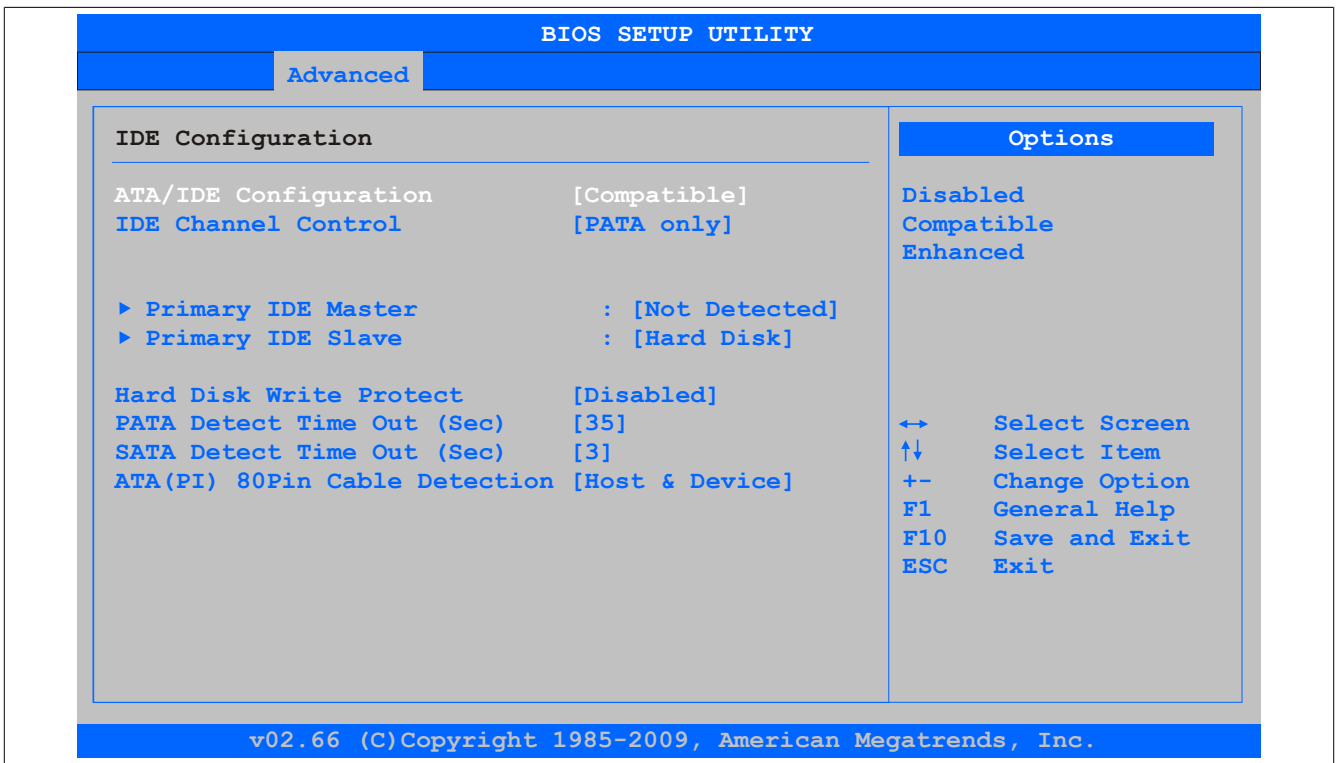 BIOS SETUP UTILITY
Advanced
IDE Configuration
ATA/IDE Configuration [Compatible]
IDE Channel Control [PATA only]
▶ Primary IDE Master : [Not Detected]
▶ Primary IDE Slave : [Hard Disk]
Hard Disk Write Protect [Disabled]
PATA Detect Time Out (Sec) [35]
SATA Detect Time Out (Sec) [3]
ATA(PI) 80Pin Cable Detection [Host & Device]
Options
Disabled
Compatible
Enhanced
↔ Select Screen
↑↓ Select Item
+- Change Option
F1 General Help
F10 Save and Exit
ESC Exit
v02.66 (C)Copyright 1985-2009, American Megatrends, Inc.